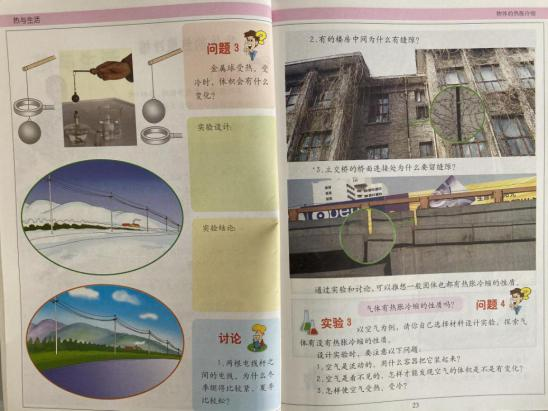 热与生活
问题 3
金属球受热、受
冷时，体积会有什么
变化？
实验设计：
实验结论：
讨论
1.两根电线杆之
间的电线，为什么冬
季绷得比较紧，夏季
比较松？
物体的热胀冷缩
2.有的楼房中间为什么有缝隙？
3.立交桥的桥面连接处为什么要留缝隙？
通过实验和讨论，可以推想一般固体也都有热胀冷缩的性质。
气体有热胀冷缩的性质吗？
问题 4
实验 3
以空气为例，请你自己选择材料设计实验，探索气
体有没有热胀冷缩的性质。
设计实验时，要注意以下问题。
1.空气是流动的，用什么容器把它装起来？
2.空气是看不见的，怎样才能发现空气的体积是不是有变化？
3.怎样使空气受热、受冷？
23